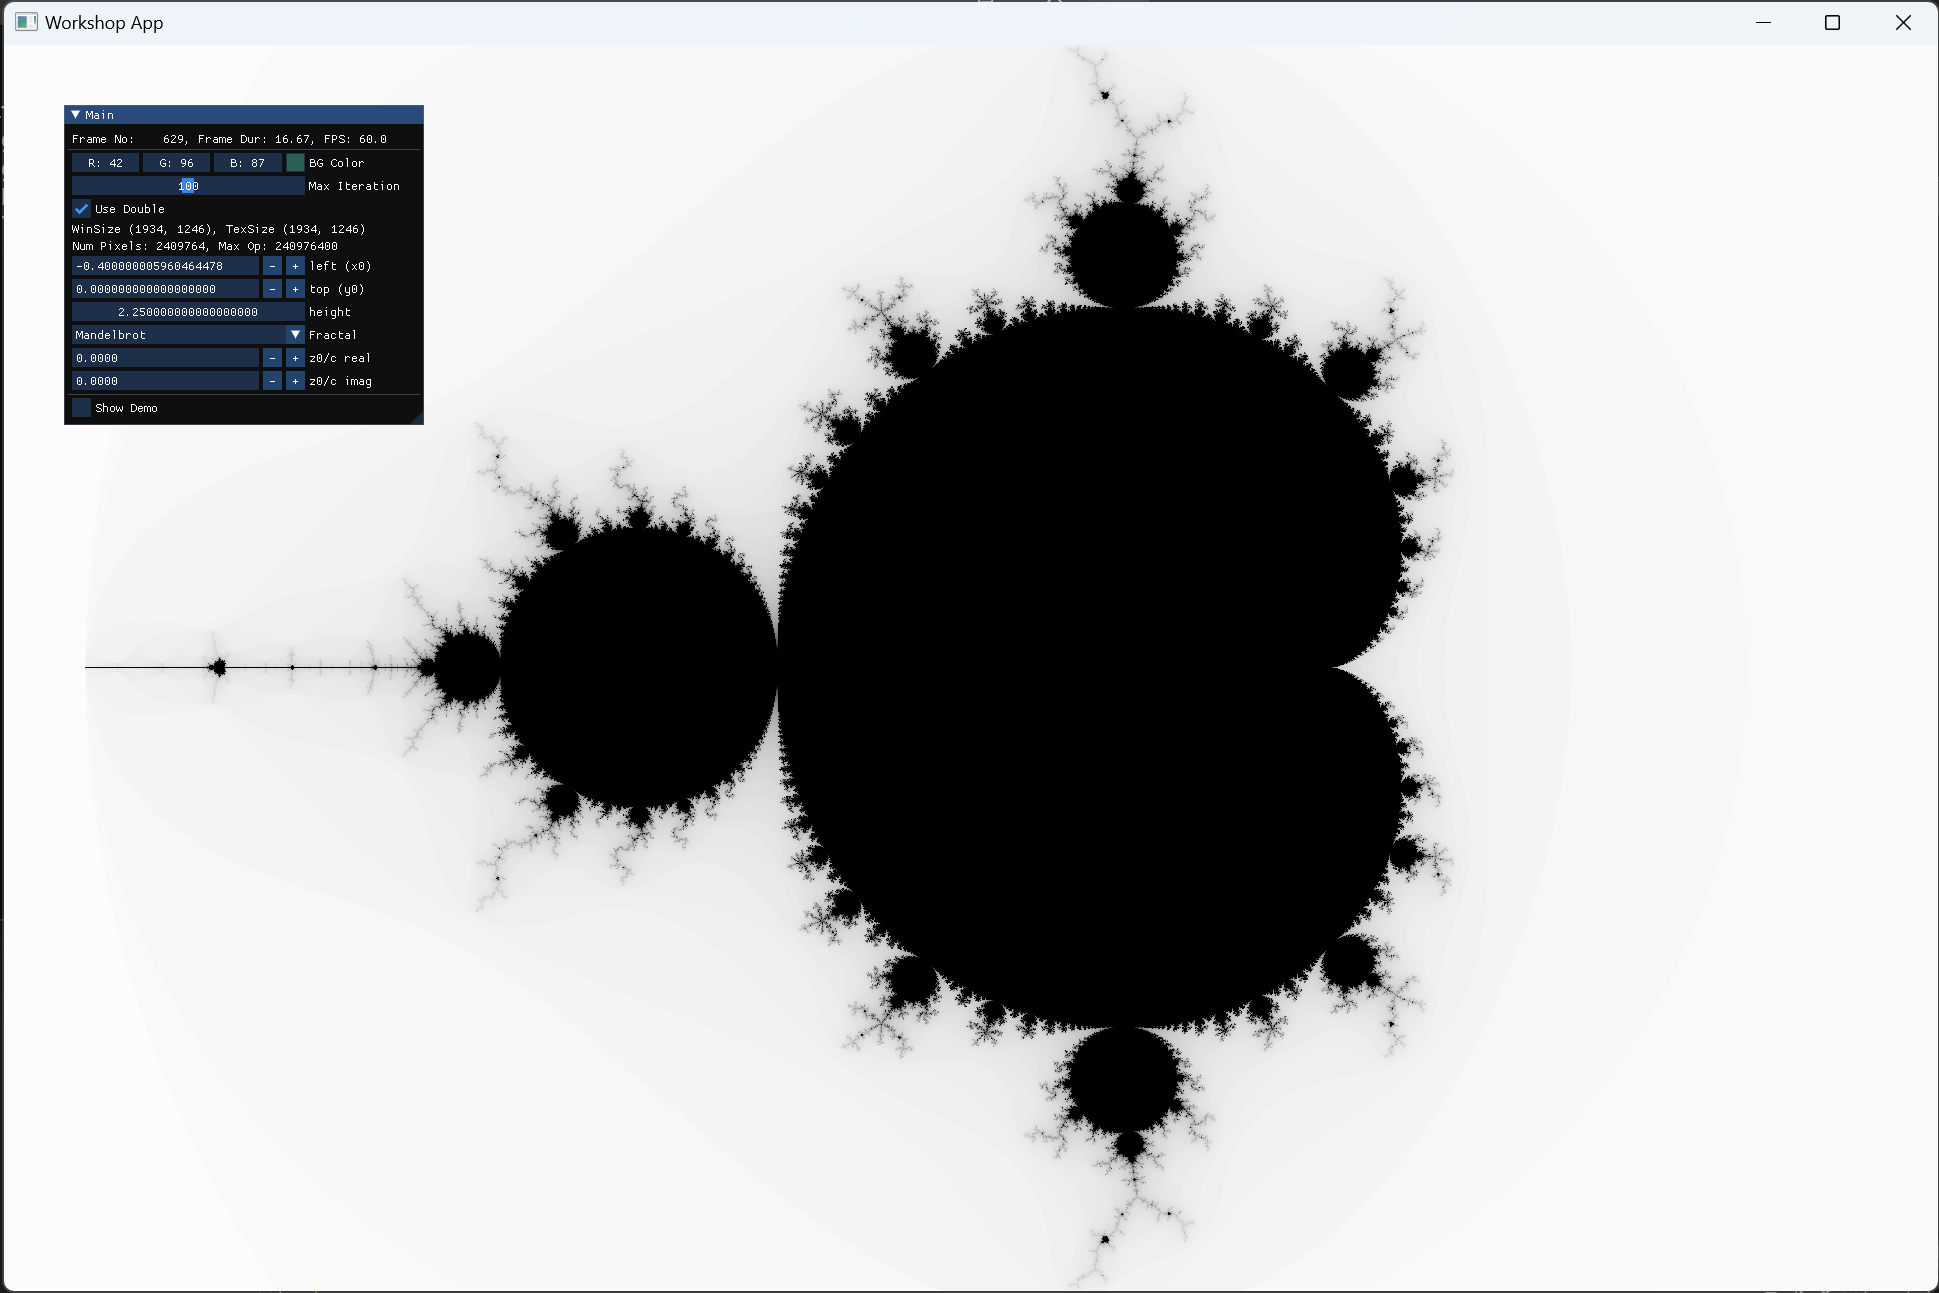 Workshop App
Main
Frame No:    629, Frame Dur: 16.67, FPS: 60.0
R: 42 G: 96 B: 87 BG Color
100 Max Iteration
Use Double
WinSize (1934, 1246), TexSize (1934, 1246)
Num Pixels: 2409764, Max Op: 240976400
-0.400000005960464478 - + left (x0)
0.000000000000000000 - + top (y0)
2.250000000000000000 height
Mandelbrot Fractal
0.0000 - + z0/c real
0.0000 - + z0/c imag
Show Demo